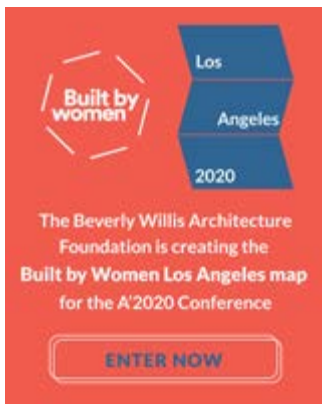 Built by
women
Los
Angeles
2020
The Beverly Willis Architecture
Foundation is creating the
Built by Women Los Angeles map
for the A'2020 Conference
ENTER NOW